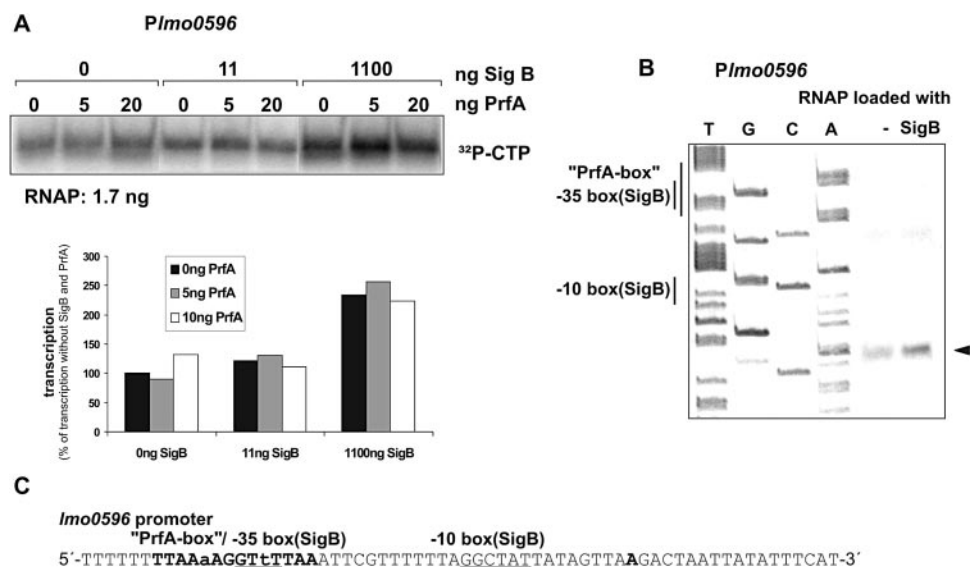 A
Plmo0596
0 11 1100 ng Sig B
0 5 20 0 5 20 0 5 20 ng PrfA
32P-CTP
RNAP: 1.7 ng
300
250
200
150
100
50
0
transcription
(% of transcription without SigB and PrfA)
0ng PrfA
5ng PrfA
10ng PrfA
0ng SigB 11ng SigB 1100ng SigB
B
Plmo0596
RNAP loaded with
T G C A - SigB
"PrfA-box"
-35 box(SigB)
-10 box(SigB)
C
lmo0596 promoter
"PrfA-box"/ -35 box(SigB) -10 box(SigB)
5´-TTTTTTTTAAaAGGTtTTAAATTCGTTTTTTAGGCTATTATAGTTAAGACTAATTATATTTCAT-3´